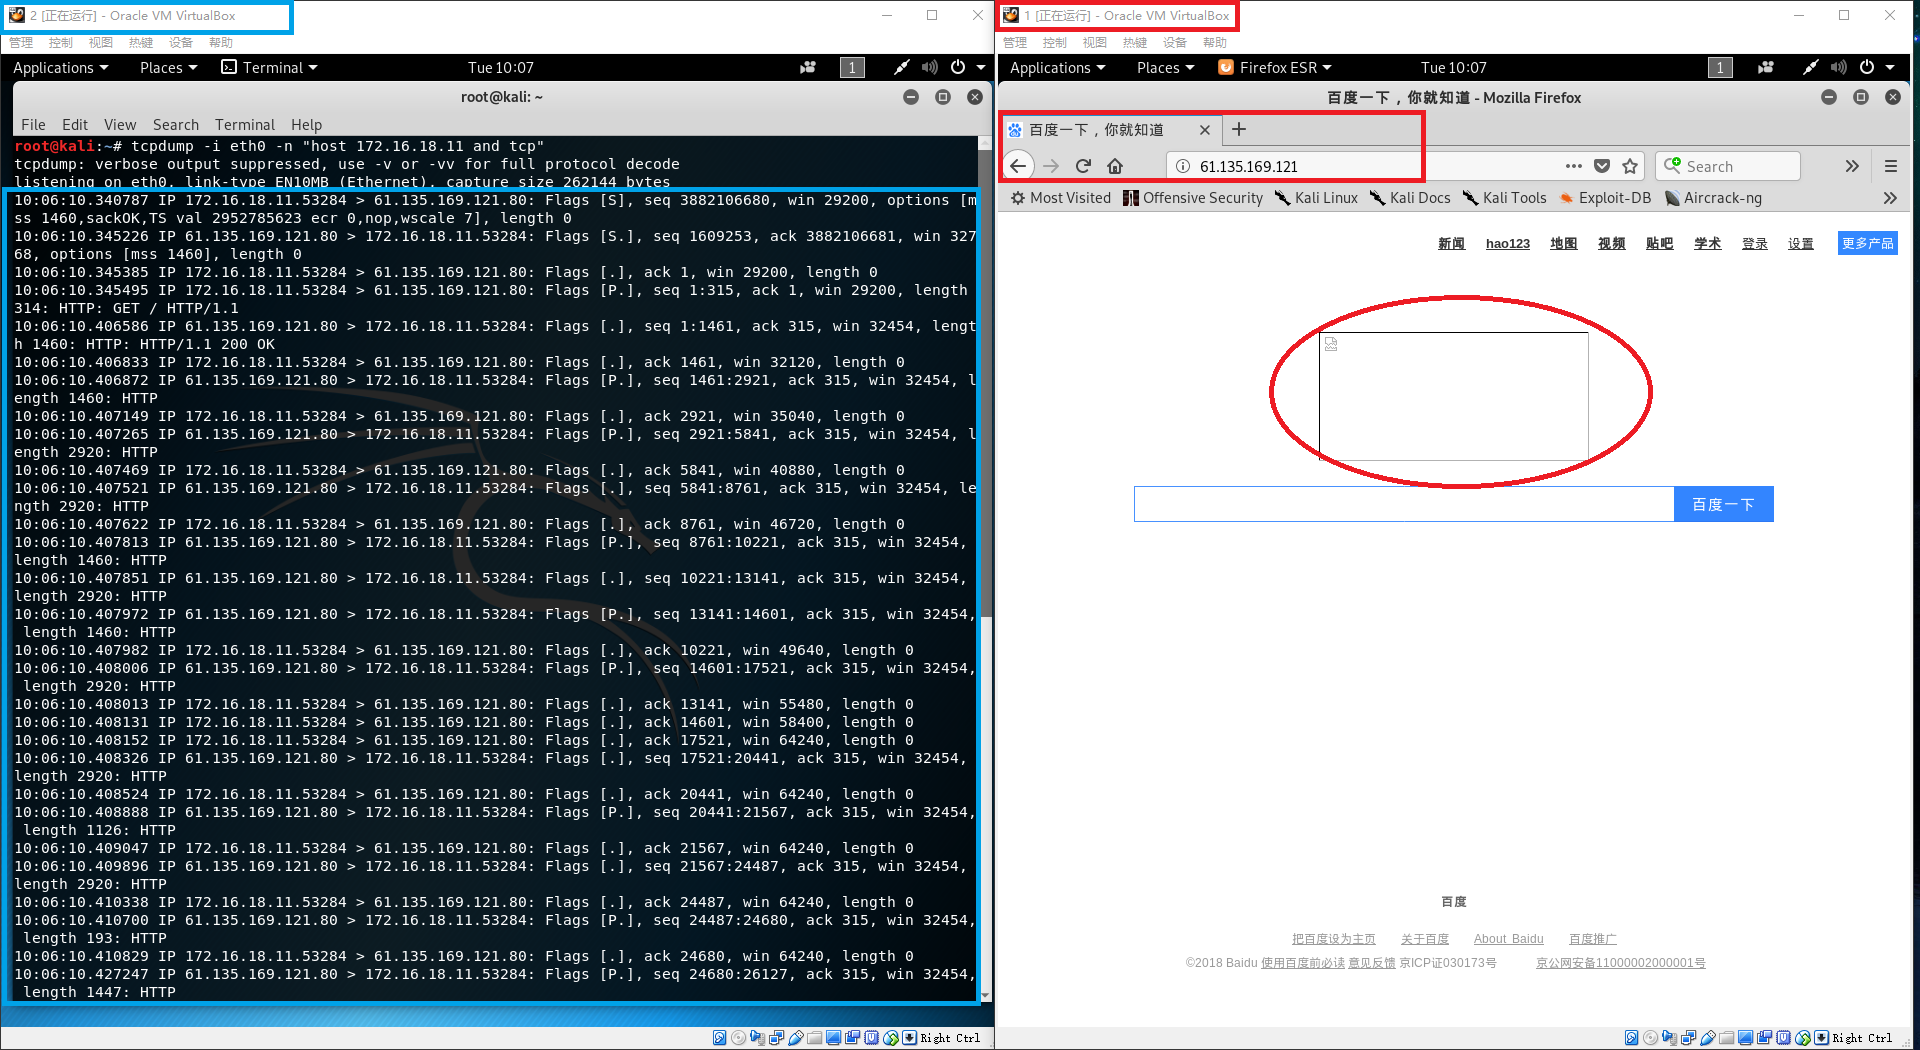 2 [正在运行] - Oracle VM VirtualBox
管理 控制 视图 热键 设备 帮助
Applications Places Terminal Tue 10:07 1
root@kali: ~
File Edit View Search Terminal Help
root@kali:~# tcpdump -i eth0 -n "host 172.16.18.11 and tcp"
tcpdump: verbose output suppressed, use -v or -vv for full protocol decode
listening on eth0, link-type EN10MB (Ethernet), capture size 262144 bytes
10:06:10.340787 IP 172.16.18.11.53284 > 61.135.169.121.80: Flags [S], seq 3882106680, win 29200, options [m
ss 1460,sackOK,TS val 2952785623 ecr 0,nop,wscale 7], length 0
10:06:10.345226 IP 61.135.169.121.80 > 172.16.18.11.53284: Flags [S.], seq 1609253, ack 3882106681, win 327
68, options [mss 1460], length 0
10:06:10.345385 IP 172.16.18.11.53284 > 61.135.169.121.80: Flags [.], ack 1, win 29200, length 0
10:06:10.345495 IP 172.16.18.11.53284 > 61.135.169.121.80: Flags [P.], seq 1:315, ack 1, win 29200, length
314: HTTP: GET / HTTP/1.1
10:06:10.406586 IP 61.135.169.121.80 > 172.16.18.11.53284: Flags [.], seq 1:1461, ack 315, win 32454, lengt
h 1460: HTTP: HTTP/1.1 200 OK
10:06:10.406833 IP 172.16.18.11.53284 > 61.135.169.121.80: Flags [.], ack 1461, win 32120, length 0
10:06:10.406872 IP 61.135.169.121.80 > 172.16.18.11.53284: Flags [P.], seq 1461:2921, ack 315, win 32454, l
ength 1460: HTTP
10:06:10.407149 IP 172.16.18.11.53284 > 61.135.169.121.80: Flags [.], ack 2921, win 35040, length 0
10:06:10.407265 IP 61.135.169.121.80 > 172.16.18.11.53284: Flags [P.], seq 2921:5841, ack 315, win 32454, l
ength 2920: HTTP
10:06:10.407469 IP 172.16.18.11.53284 > 61.135.169.121.80: Flags [.], ack 5841, win 40880, length 0
10:06:10.407521 IP 61.135.169.121.80 > 172.16.18.11.53284: Flags [.], seq 5841:8761, ack 315, win 32454, le
ngth 2920: HTTP
10:06:10.407622 IP 172.16.18.11.53284 > 61.135.169.121.80: Flags [.], ack 8761, win 46720, length 0
10:06:10.407813 IP 61.135.169.121.80 > 172.16.18.11.53284: Flags [P.], seq 8761:10221, ack 315, win 32454,
length 1460: HTTP
10:06:10.407851 IP 61.135.169.121.80 > 172.16.18.11.53284: Flags [.], seq 10221:13141, ack 315, win 32454,
length 2920: HTTP
10:06:10.407972 IP 61.135.169.121.80 > 172.16.18.11.53284: Flags [P.], seq 13141:14601, ack 315, win 32454,
length 1460: HTTP
10:06:10.407982 IP 172.16.18.11.53284 > 61.135.169.121.80: Flags [.], ack 10221, win 49640, length 0
10:06:10.408006 IP 61.135.169.121.80 > 172.16.18.11.53284: Flags [P.], seq 14601:17521, ack 315, win 32454,
length 2920: HTTP
10:06:10.408013 IP 172.16.18.11.53284 > 61.135.169.121.80: Flags [.], ack 13141, win 55480, length 0
10:06:10.408131 IP 172.16.18.11.53284 > 61.135.169.121.80: Flags [.], ack 14601, win 58400, length 0
10:06:10.408152 IP 172.16.18.11.53284 > 61.135.169.121.80: Flags [.], ack 17521, win 64240, length 0
10:06:10.408326 IP 61.135.169.121.80 > 172.16.18.11.53284: Flags [.], seq 17521:20441, ack 315, win 32454,
length 2920: HTTP
10:06:10.408524 IP 172.16.18.11.53284 > 61.135.169.121.80: Flags [.], ack 20441, win 64240, length 0
10:06:10.408888 IP 61.135.169.121.80 > 172.16.18.11.53284: Flags [P.], seq 20441:21567, ack 315, win 32454,
length 1126: HTTP
10:06:10.409047 IP 172.16.18.11.53284 > 61.135.169.121.80: Flags [.], ack 21567, win 64240, length 0
10:06:10.409896 IP 61.135.169.121.80 > 172.16.18.11.53284: Flags [.], seq 21567:24487, ack 315, win 32454,
length 2920: HTTP
10:06:10.410338 IP 172.16.18.11.53284 > 61.135.169.121.80: Flags [.], ack 24487, win 64240, length 0
10:06:10.410700 IP 61.135.169.121.80 > 172.16.18.11.53284: Flags [P.], seq 24487:24680, ack 315, win 32454,
length 193: HTTP
10:06:10.410829 IP 172.16.18.11.53284 > 61.135.169.121.80: Flags [.], ack 24680, win 64240, length 0
10:06:10.427247 IP 61.135.169.121.80 > 172.16.18.11.53284: Flags [P.], seq 24680:26127, ack 315, win 32454,
length 1447: HTTP
Right Ctrl
1 [正在运行] - Oracle VM VirtualBox
管理 控制 视图 热键 设备 帮助
Applications Places Firefox ESR Tue 10:07 1
百度一下，你就知道 - Mozilla Firefox
百度一下，你就知道
61.135.169.121 Search
Most Visited Offensive Security Kali Linux Kali Docs Kali Tools Exploit-DB Aircrack-ng
新闻 hao123 地图 视频 贴吧 学术 登录 设置 更多产品
百度一下
百度
把百度设为主页 关于百度 About Baidu 百度推广
©2018 Baidu 使用百度前必读 意见反馈 京ICP证030173号 京公网安备11000002000001号
Right Ctrl